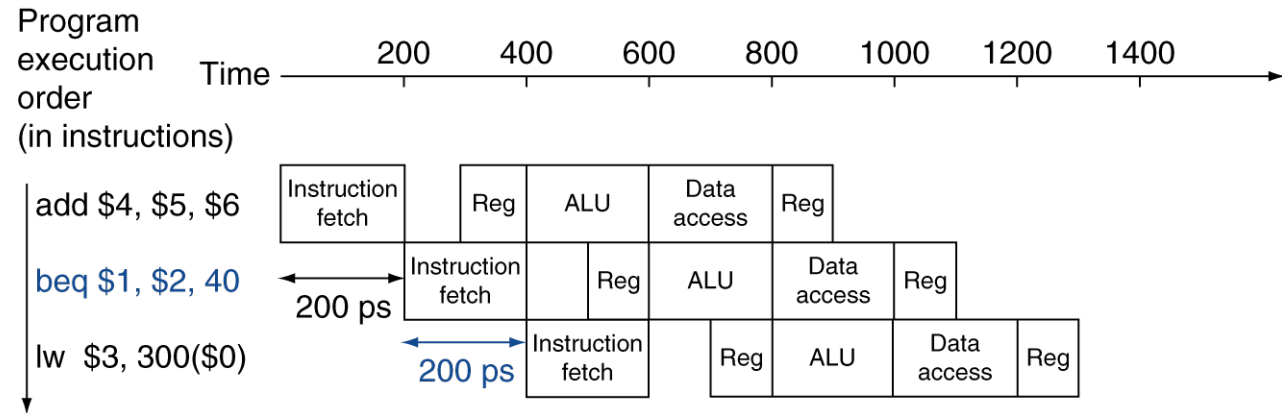 Program
execution
order
(in instructions)
Time
200 400 600 800 1000 1200 1400
add $4, $5, $6
Instruction
fetch
Reg
ALU
Data
access
Reg
beq $1, $2, 40
200 ps
Instruction
fetch
Reg
ALU
Data
access
Reg
lw $3, 300($0)
200 ps
Instruction
fetch
Reg
ALU
Data
access
Reg